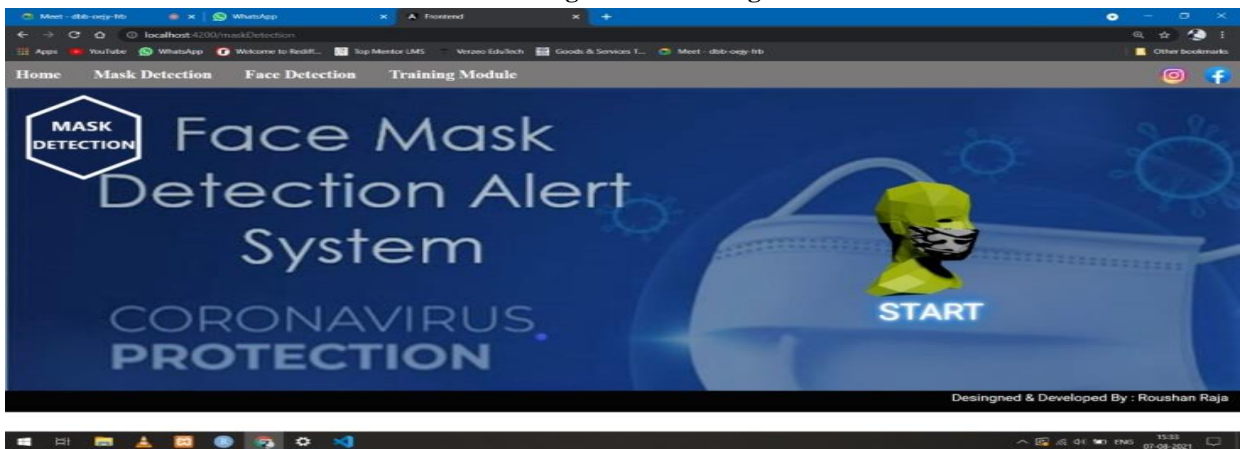 Meet - dbb-oejy-frb WhatsApp Frontend
localhost:4200/maskDetection
Apps YouTube WhatsApp Welcome to Rediff... Top Mentor LMS Verzeo EduTech Goods & Services T... Meet - dbb-oejy-frb Other bookmarks
Home Mask Detection Face Detection Training Module
MASK
DETECTION
Face Mask
Detection Alert
System
CORONAVIRUS
PROTECTION
START
Desingned & Developed By : Roushan Raja
ENG
15:33
07-08-2021